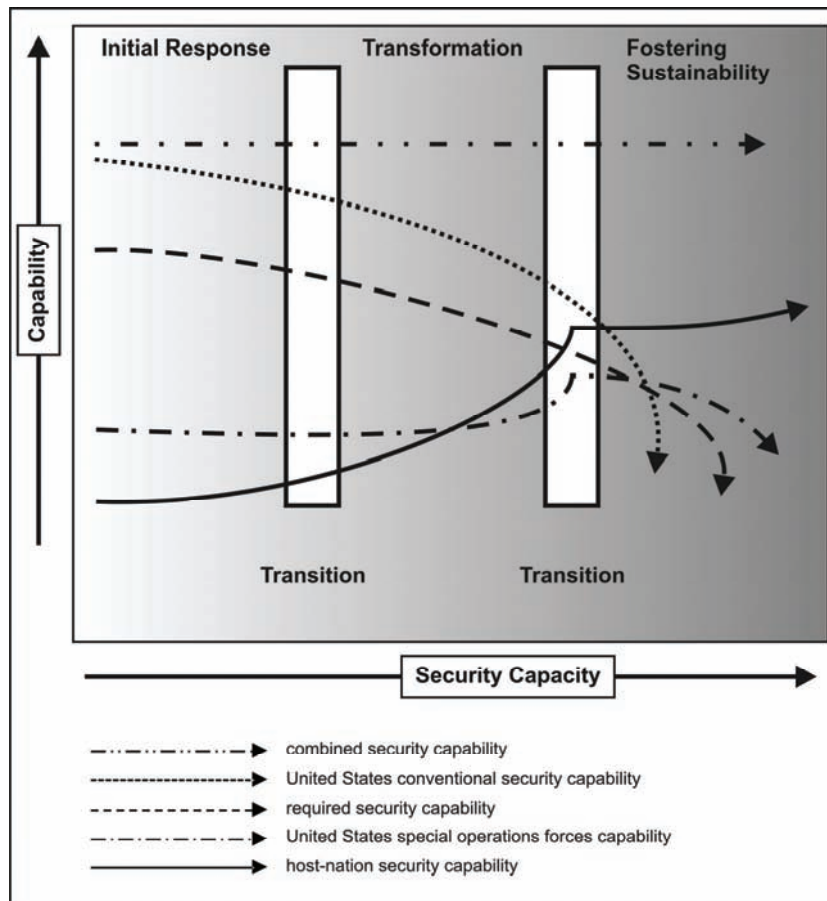 Initial Response
Transformation
Fostering
Sustainability
Capability
Transition
Transition
Security Capacity
combined security capability
United States conventional security capability
required security capability
United States special operations forces capability
host-nation security capability